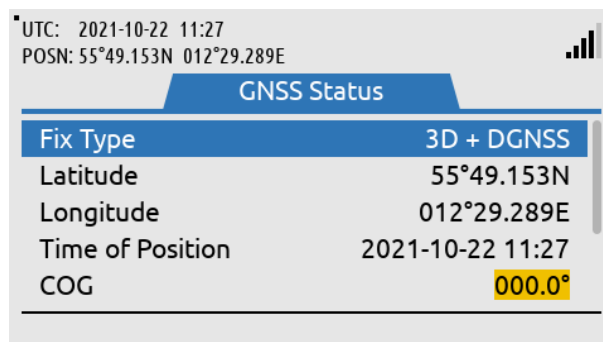 UTC: 2021-10-22 11:27
POSN: 55°49.153N 012°29.289E
GNSS Status
Fix Type 3D + DGNSS
Latitude 55°49.153N
Longitude 012°29.289E
Time of Position 2021-10-22 11:27
COG 000.0°